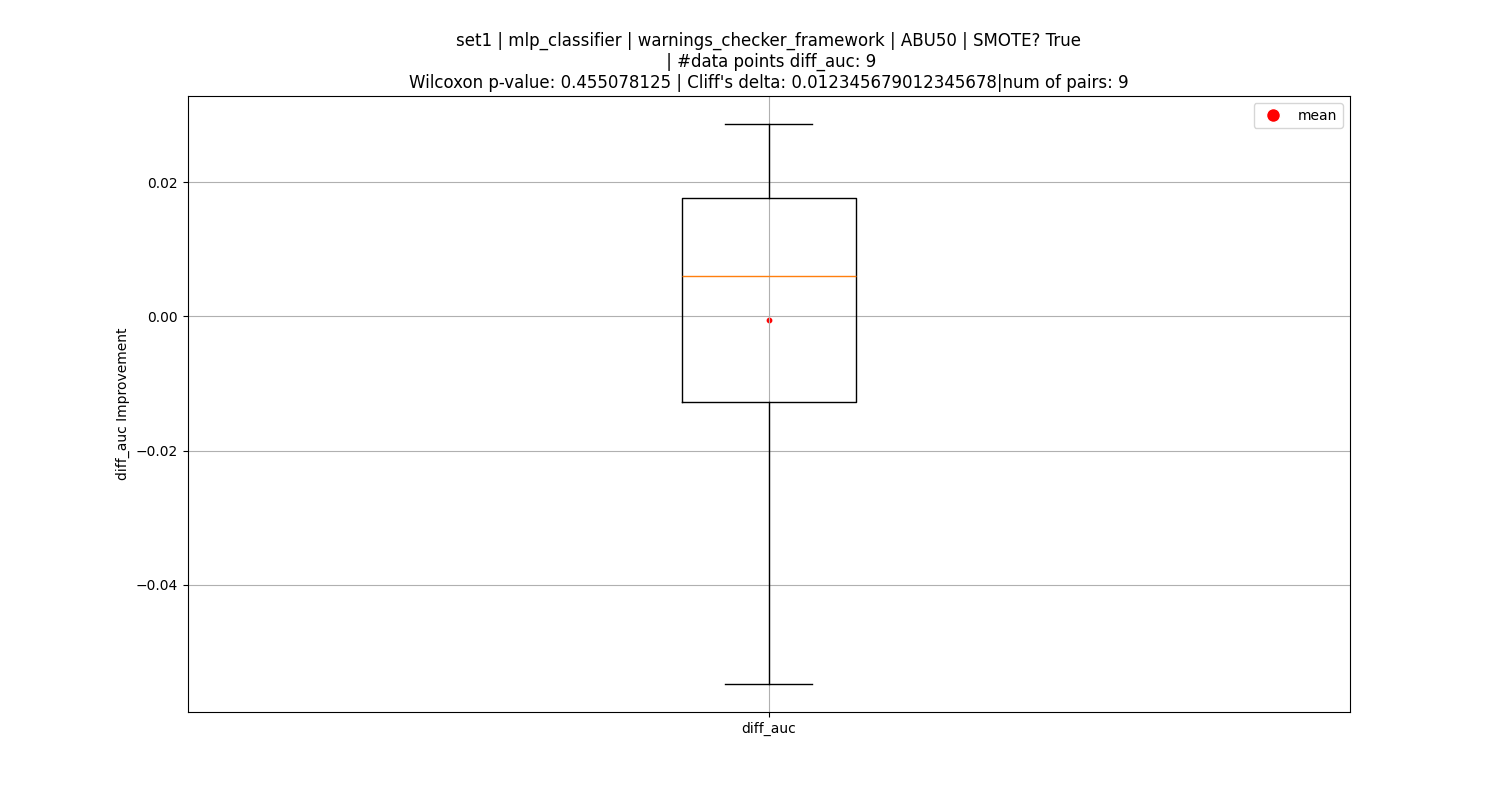 set1 | mlp_classifier | warnings_checker_framework | ABU50 | SMOTE? True
| #data points diff_auc: 9
Wilcoxon p-value: 0.455078125 | Cliff's delta: 0.012345679012345678|num of pairs: 9
mean
0.02
0.00
−0.02
−0.04
diff_auc Improvement
diff_auc